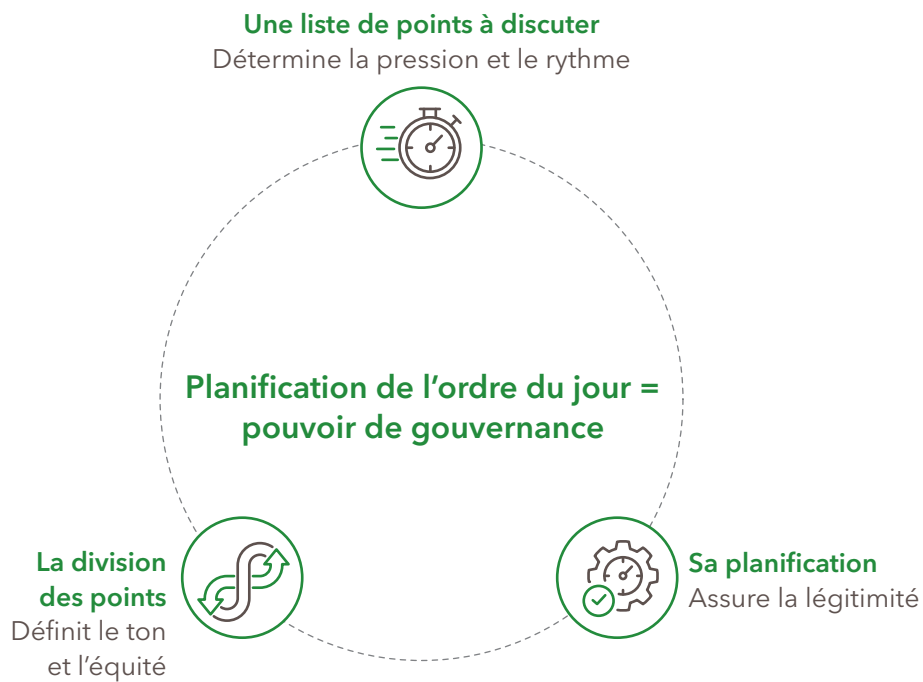 Une liste de points à discuter
Détermine la pression et le rythme
Planification de l’ordre du jour =
pouvoir de gouvernance
La division
des points
Définit le ton
et l’équité
Sa planification
Assure la légitimité